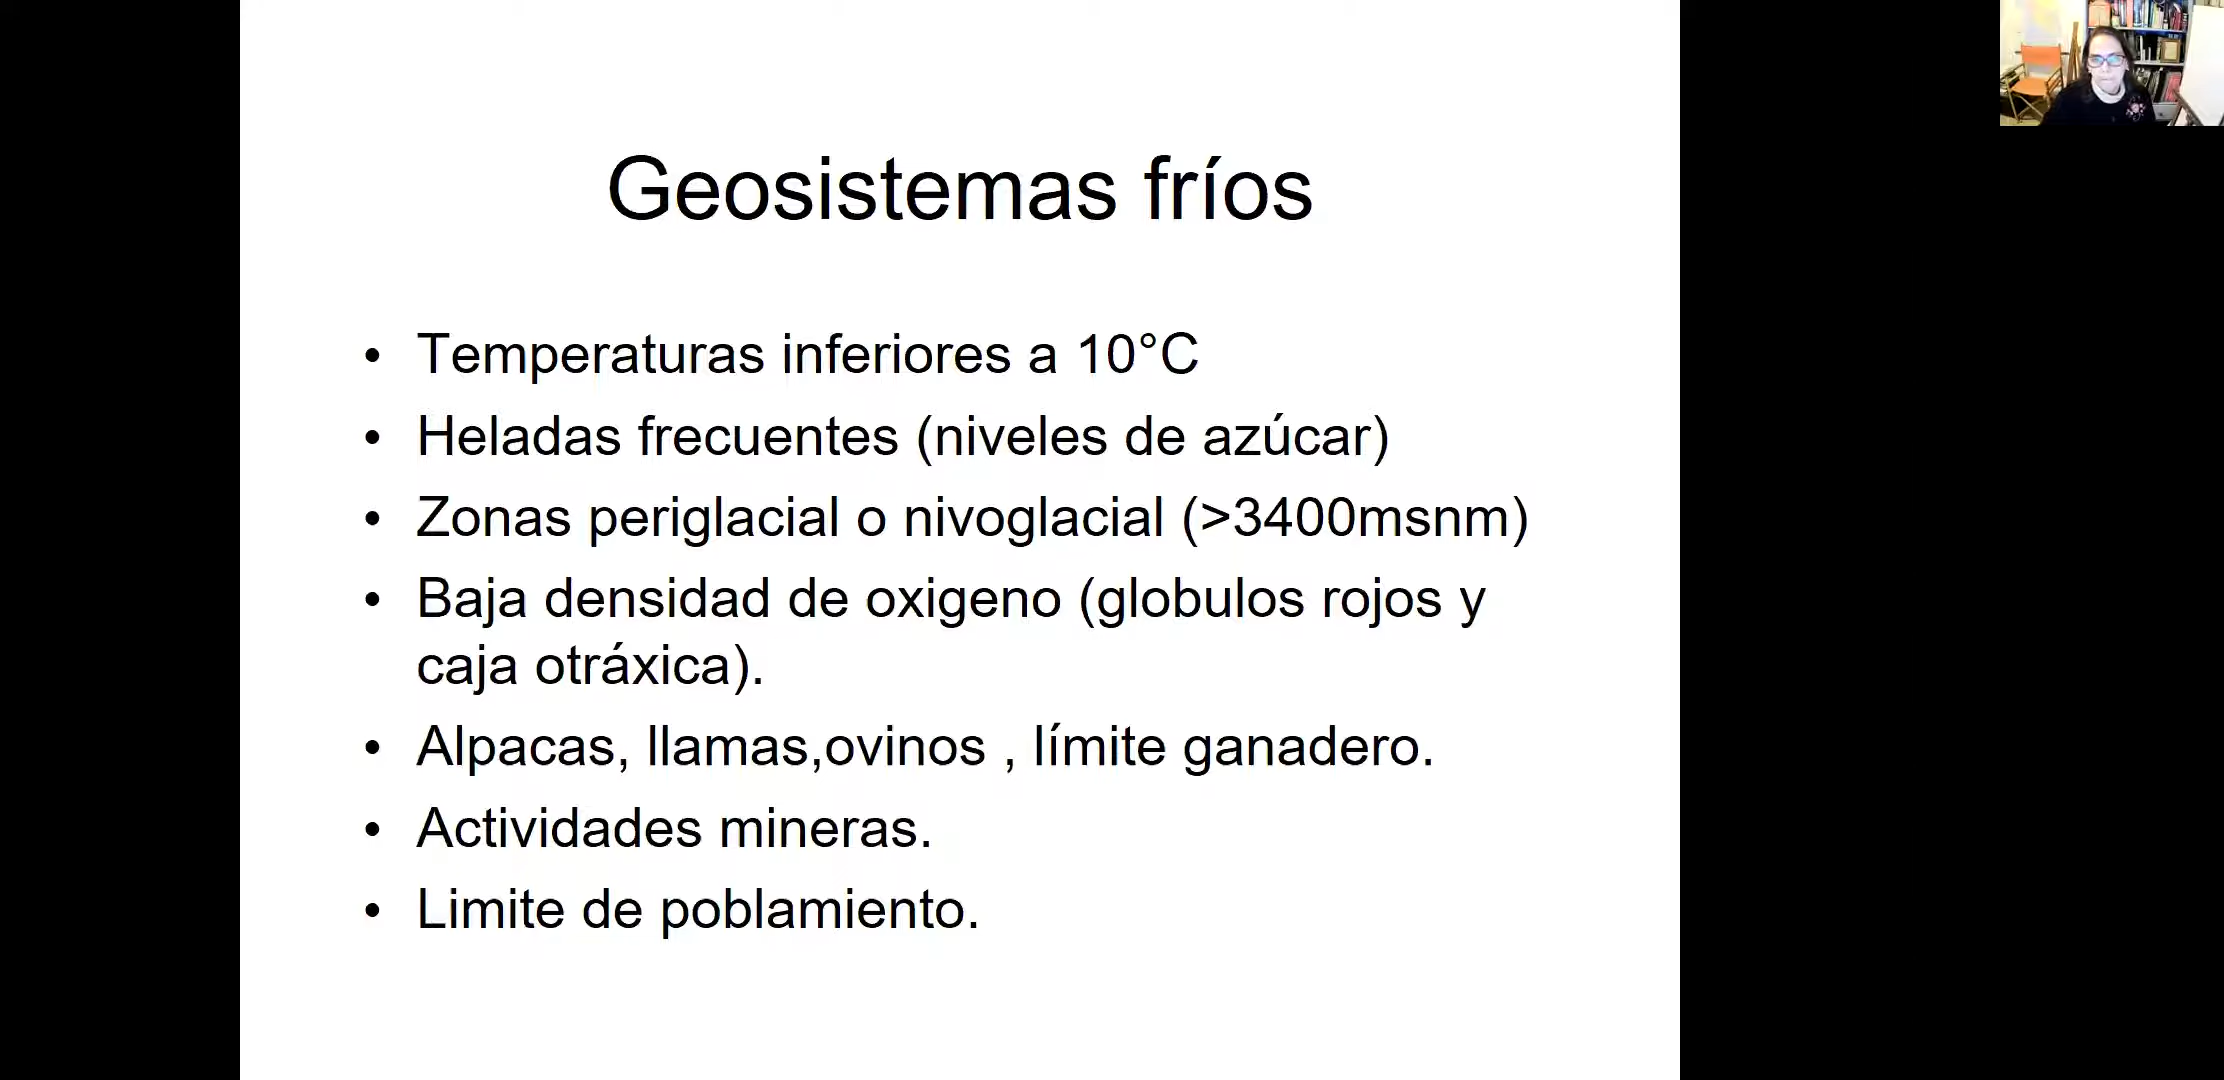 Geosistemas fríos
• Temperaturas inferiores a 10°C
• Heladas frecuentes (niveles de azúcar)
• Zonas periglacial o nivoglacial (>3400msnm)
• Baja densidad de oxigeno (globulos rojos y
caja otráxica).
• Alpacas, llamas,ovinos , límite ganadero.
• Actividades mineras.
• Limite de poblamiento.